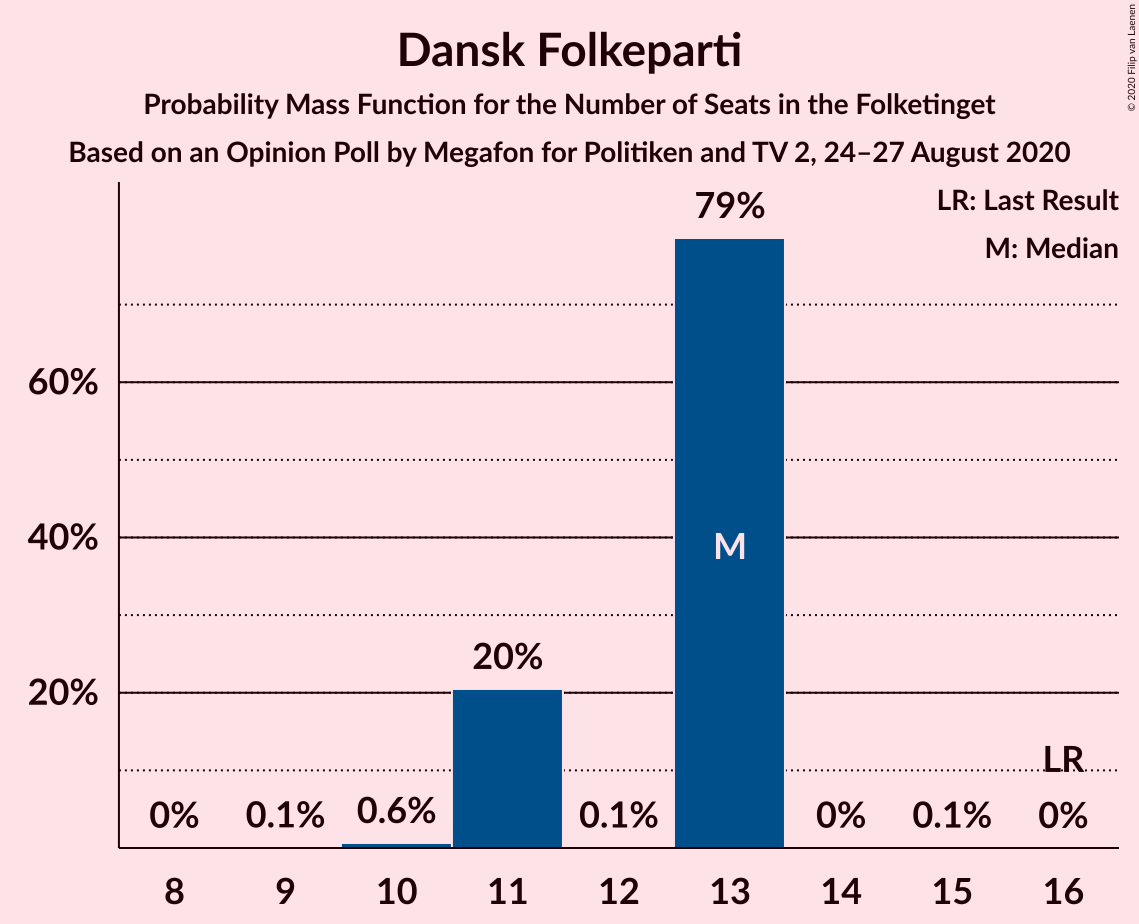 Dansk Folkeparti
Probability Mass Function for the Number of Seats in the Folketinget
Based on an Opinion Poll by Megafon for Politiken and TV 2, 24–27 August 2020
© 2020 Filip van Laenen
LR: Last Result
M: Median
79%
60%
40%
M
20%
20%
LR
0% 0.1% 0.6% 0.1% 0% 0.1% 0%
8 9 10 11 12 13 14 15 16